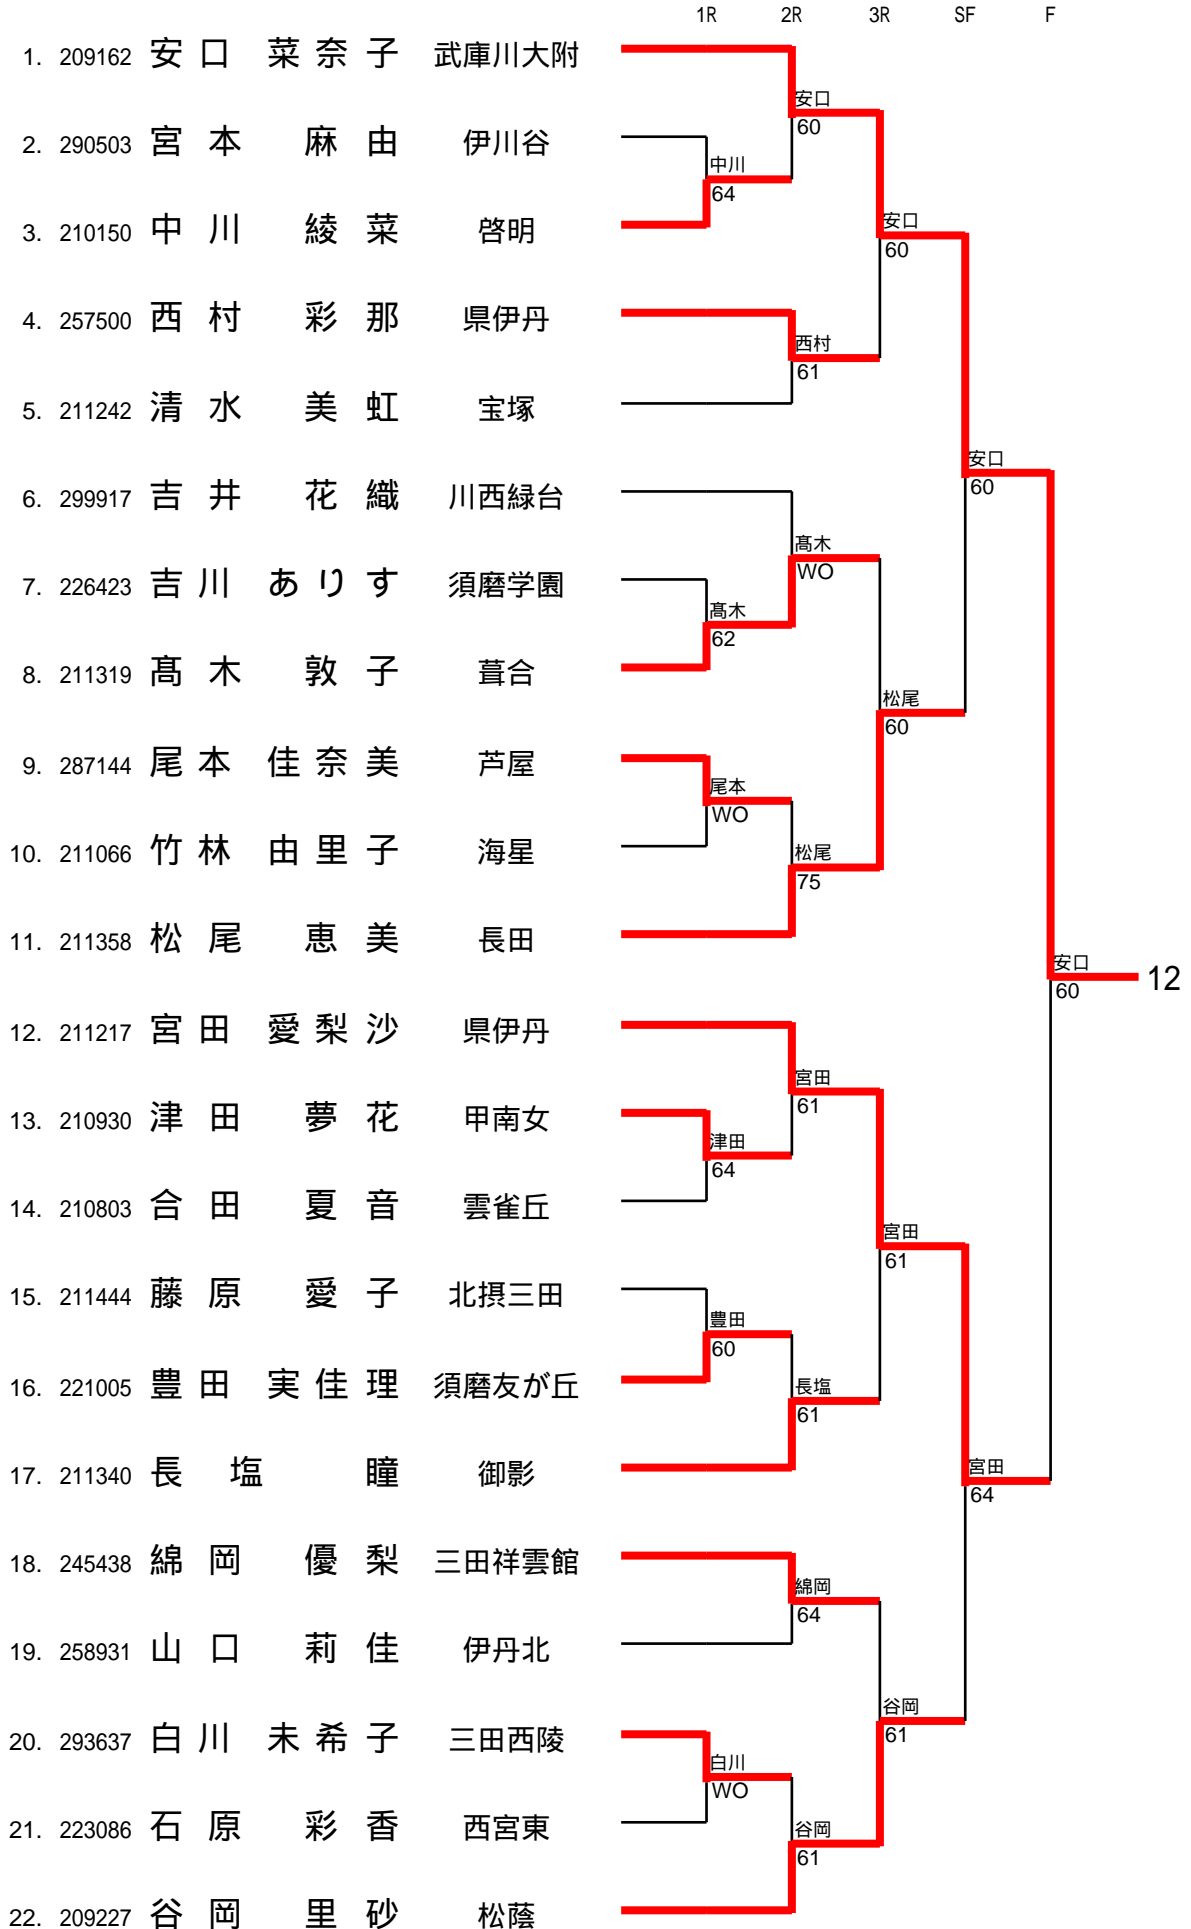 1R 2R 3R SF F
1. 209162 安口 菜奈子 武庫川大附
安口
60
2. 290503 宮本 麻由 伊川谷
中川
64
3. 210150 中川 綾菜 啓明
安口
60
4. 257500 西村 彩那 県伊丹
西村
61
5. 211242 清水 美虹 宝塚
安口
60
6. 299917 吉井 花織 川西緑台
髙木
WO
7. 226423 吉川 ありす 須磨学園
髙木
62
8. 211319 髙木 敦子 葺合
松尾
60
9. 287144 尾本 佳奈美 芦屋
尾本
WO
10. 211066 竹林 由里子 海星
松尾
75
11. 211358 松尾 恵美 長田
安口
60
12
12. 211217 宮田 愛梨沙 県伊丹
宮田
61
13. 210930 津田 夢花 甲南女
津田
64
14. 210803 合田 夏音 雲雀丘
宮田
61
15. 211444 藤原 愛子 北摂三田
豊田
60
16. 221005 豊田 実佳理 須磨友が丘
長塩
61
17. 211340 長塩 瞳 御影
宮田
64
18. 245438 綿岡 優梨 三田祥雲館
綿岡
64
19. 258931 山口 莉佳 伊丹北
谷岡
61
20. 293637 白川 未希子 三田西陵
白川
WO
21. 223086 石原 彩香 西宮東
谷岡
61
22. 209227 谷岡 里砂 松蔭